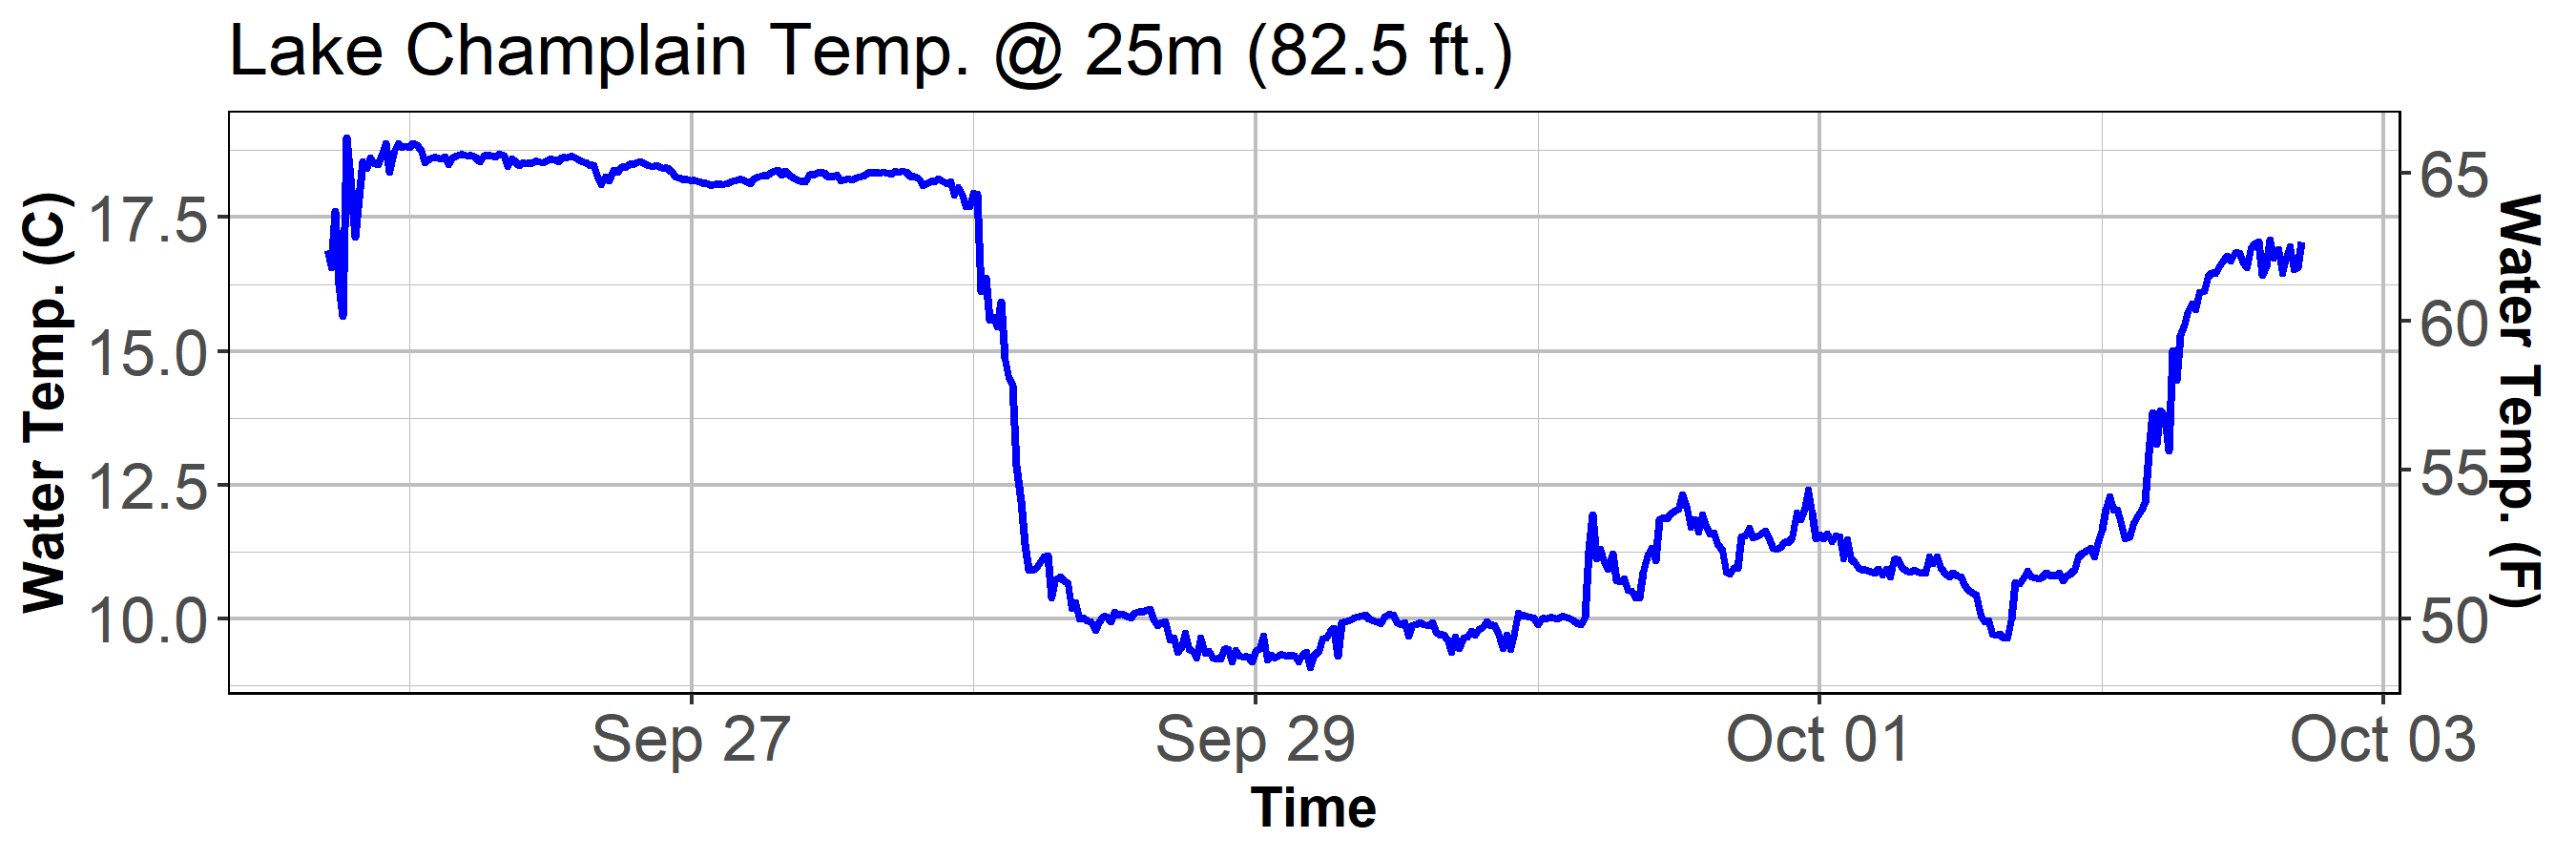 Lake Champlain Temp. @ 25m (82.5 ft.)
Water Temp. (C)
17.5
15.0
12.5
10.0
65
60
55
50
Water Temp. (F)
Sep 27
Sep 29
Oct 01
Oct 03
Time